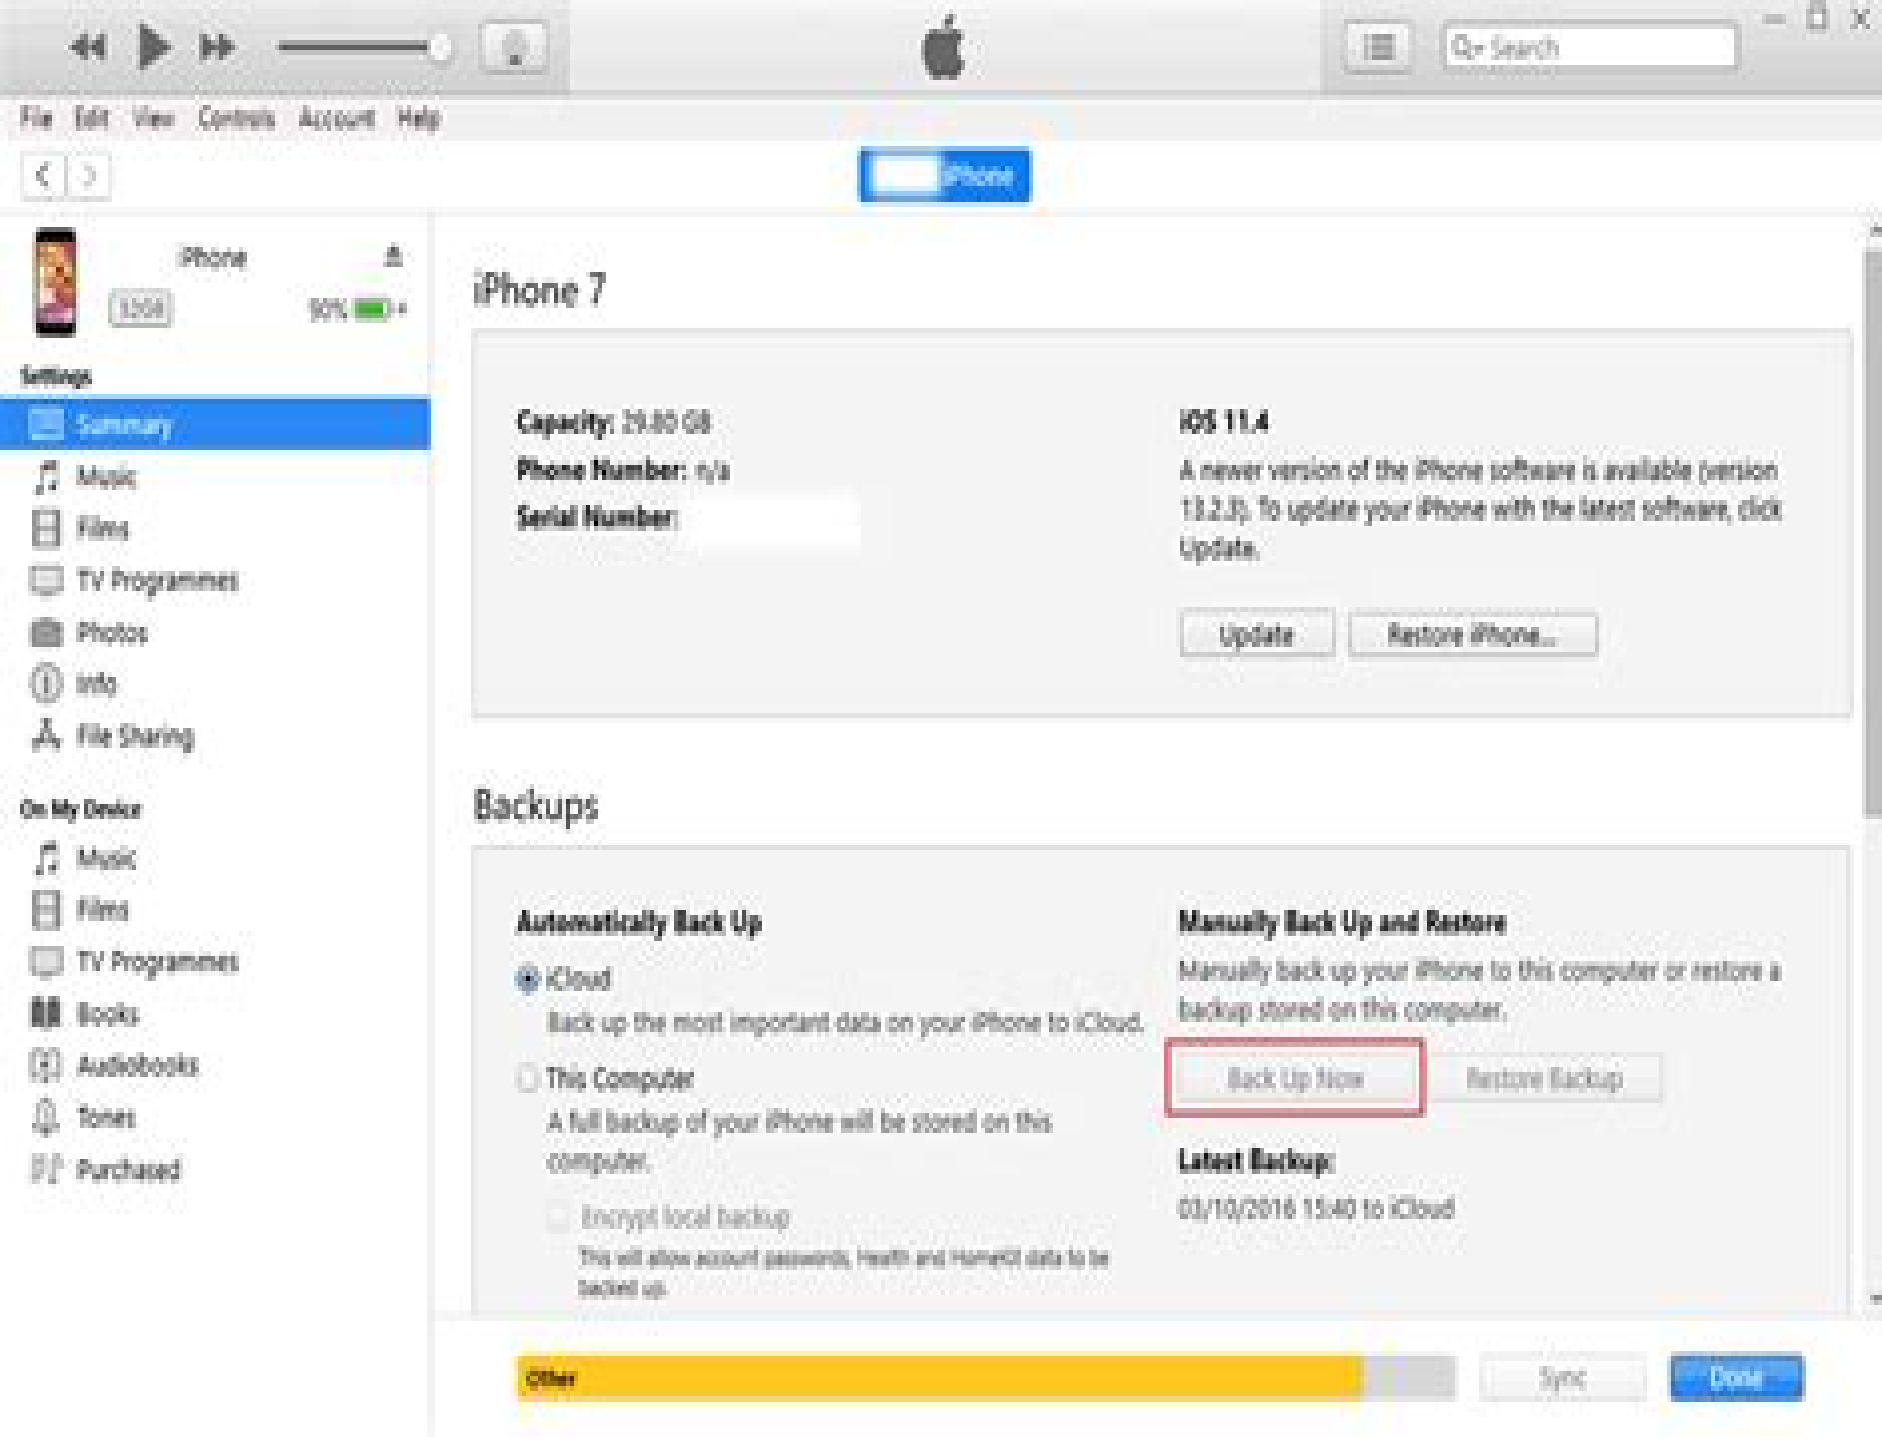 Search
File Edit View Controls Account Help
iPhone
iPhone
32GB
90%
Settings
Summary
Music
Films
TV Programmes
Photos
Info
File Sharing
On My Device
Music
Films
TV Programmes
Books
Audiobooks
Tones
Purchased
iPhone 7
Capacity: 29.80 GB
Phone Number: n/a
Serial Number:
iOS 11.4
A newer version of the iPhone software is available (version
13.2.3). To update your iPhone with the latest software, click
Update.
Update
Restore iPhone...
Backups
Automatically Back Up
iCloud
Back up the most important data on your iPhone to iCloud.
This Computer
A full backup of your iPhone will be stored on this
computer.
Encrypt local backup
This will allow account passwords, Health and HomeKit data to be
backed up.
Manually Back Up and Restore
Manually back up your iPhone to this computer or restore a
backup stored on this computer.
Back Up Now
Restore Backup
Latest Backup:
03/10/2016 15:40 to iCloud
Other
Sync
Done